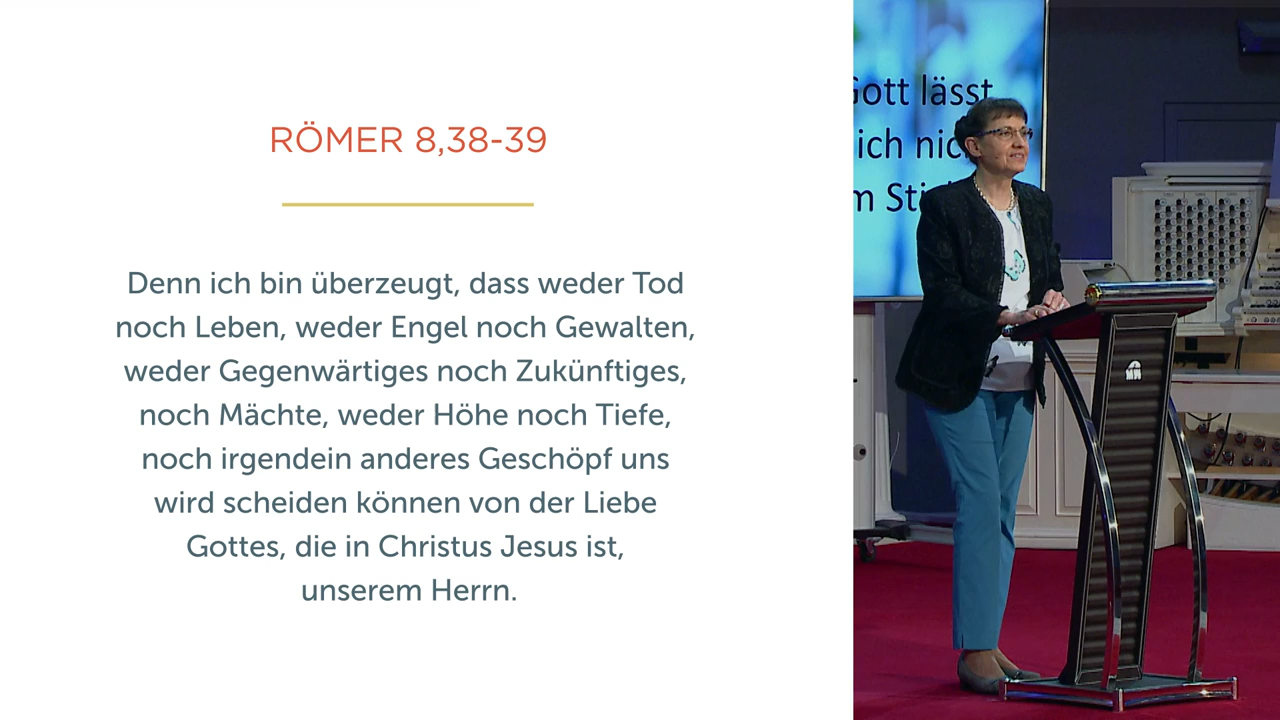 RÖMER 8,38-39
Denn ich bin überzeugt, dass weder Tod
noch Leben, weder Engel noch Gewalten,
weder Gegenwärtiges noch Zukünftiges,
noch Mächte, weder Höhe noch Tiefe,
noch irgendein anderes Geschöpf uns
wird scheiden können von der Liebe
Gottes, die in Christus Jesus ist,
unserem Herrn.
Gott lässt
ich